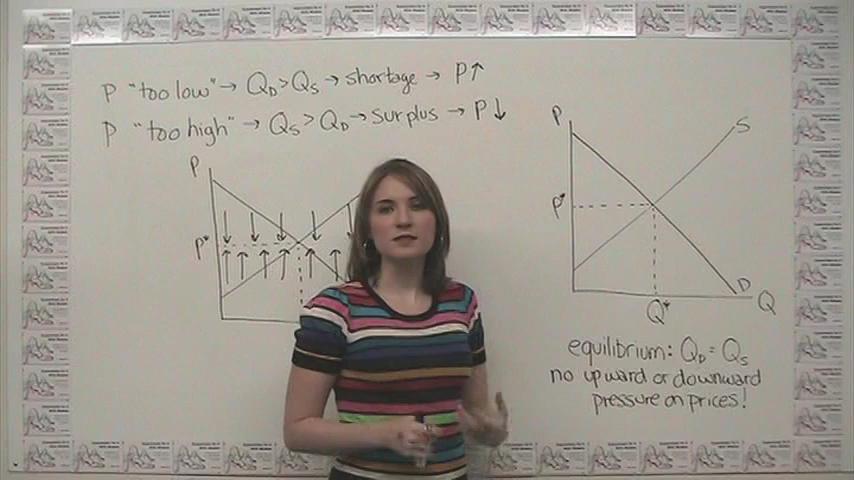 P "too low" → Q_D > Q_S → shortage → P↑
P "too high" → Q_S > Q_D → surplus → P↓
P
P*
P
S
P*
D
Q
Q*
equilibrium: Q_D = Q_S
no upward or downward
pressure on prices!